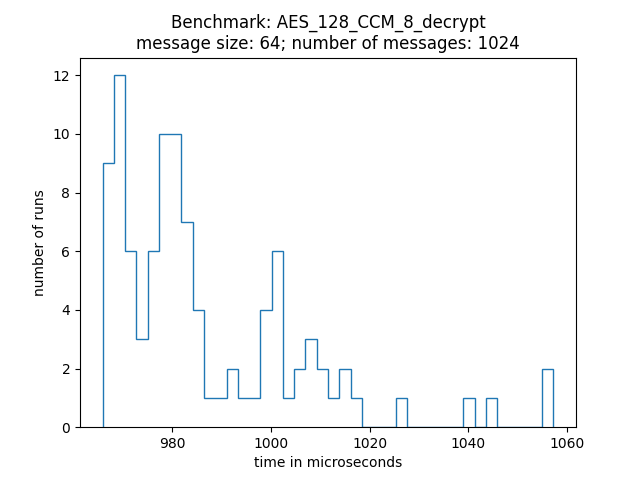 Benchmark: AES_128_CCM_8_decrypt
message size: 64; number of messages: 1024
12
10
8
6
4
2
0
number of runs
980 1000 1020 1040 1060
time in microseconds